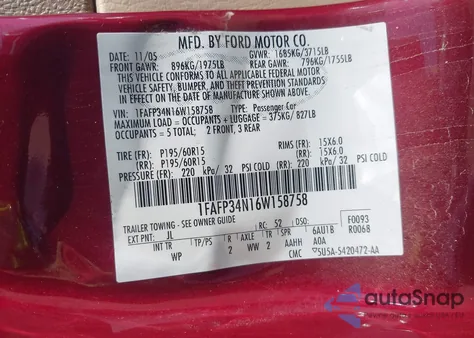 MFD. BY FORD MOTOR CO.
DATE: 11/05 GVWR: 1685KG/3715LB
FRONT GAWR: 896KG/1975LB REAR GAWR: 796KG/1755LB
THIS VEHICLE CONFORMS TO ALL APPLICABLE FEDERAL MOTOR
VEHICLE SAFETY, BUMPER, AND THEFT PREVENTION STANDARDS
IN EFFECT ON THE DATE OF MANUFACTURE SHOWN ABOVE.
VIN: 1FAFP34N16W158758 TYPE: Passenger Car
MAXIMUM LOAD = OCCUPANTS + LUGGAGE = 375KG/827LB
OCCUPANTS = 5 TOTAL: 2 FRONT, 3 REAR
TIRE (FR): P195/60R15 RIMS (FR): 15X6.0
(RR): P195/60R15 (RR): 15X6.0
PRESSURE (FR): 220 kPa/ 32 PSI COLD (RR): 220 kPa/ 32 PSI COLD
1FAFP34N16W158758
TRAILER TOWING - SEE OWNER GUIDE F0093
EXT PNT: JL RC: 52 DSO: R0068
INT TR TP/PS R AXLE TR SPR 6AU1B
WP 2 WW 2 AAHH A0A
CMC 5U5A-5420472-AA
autoSnap